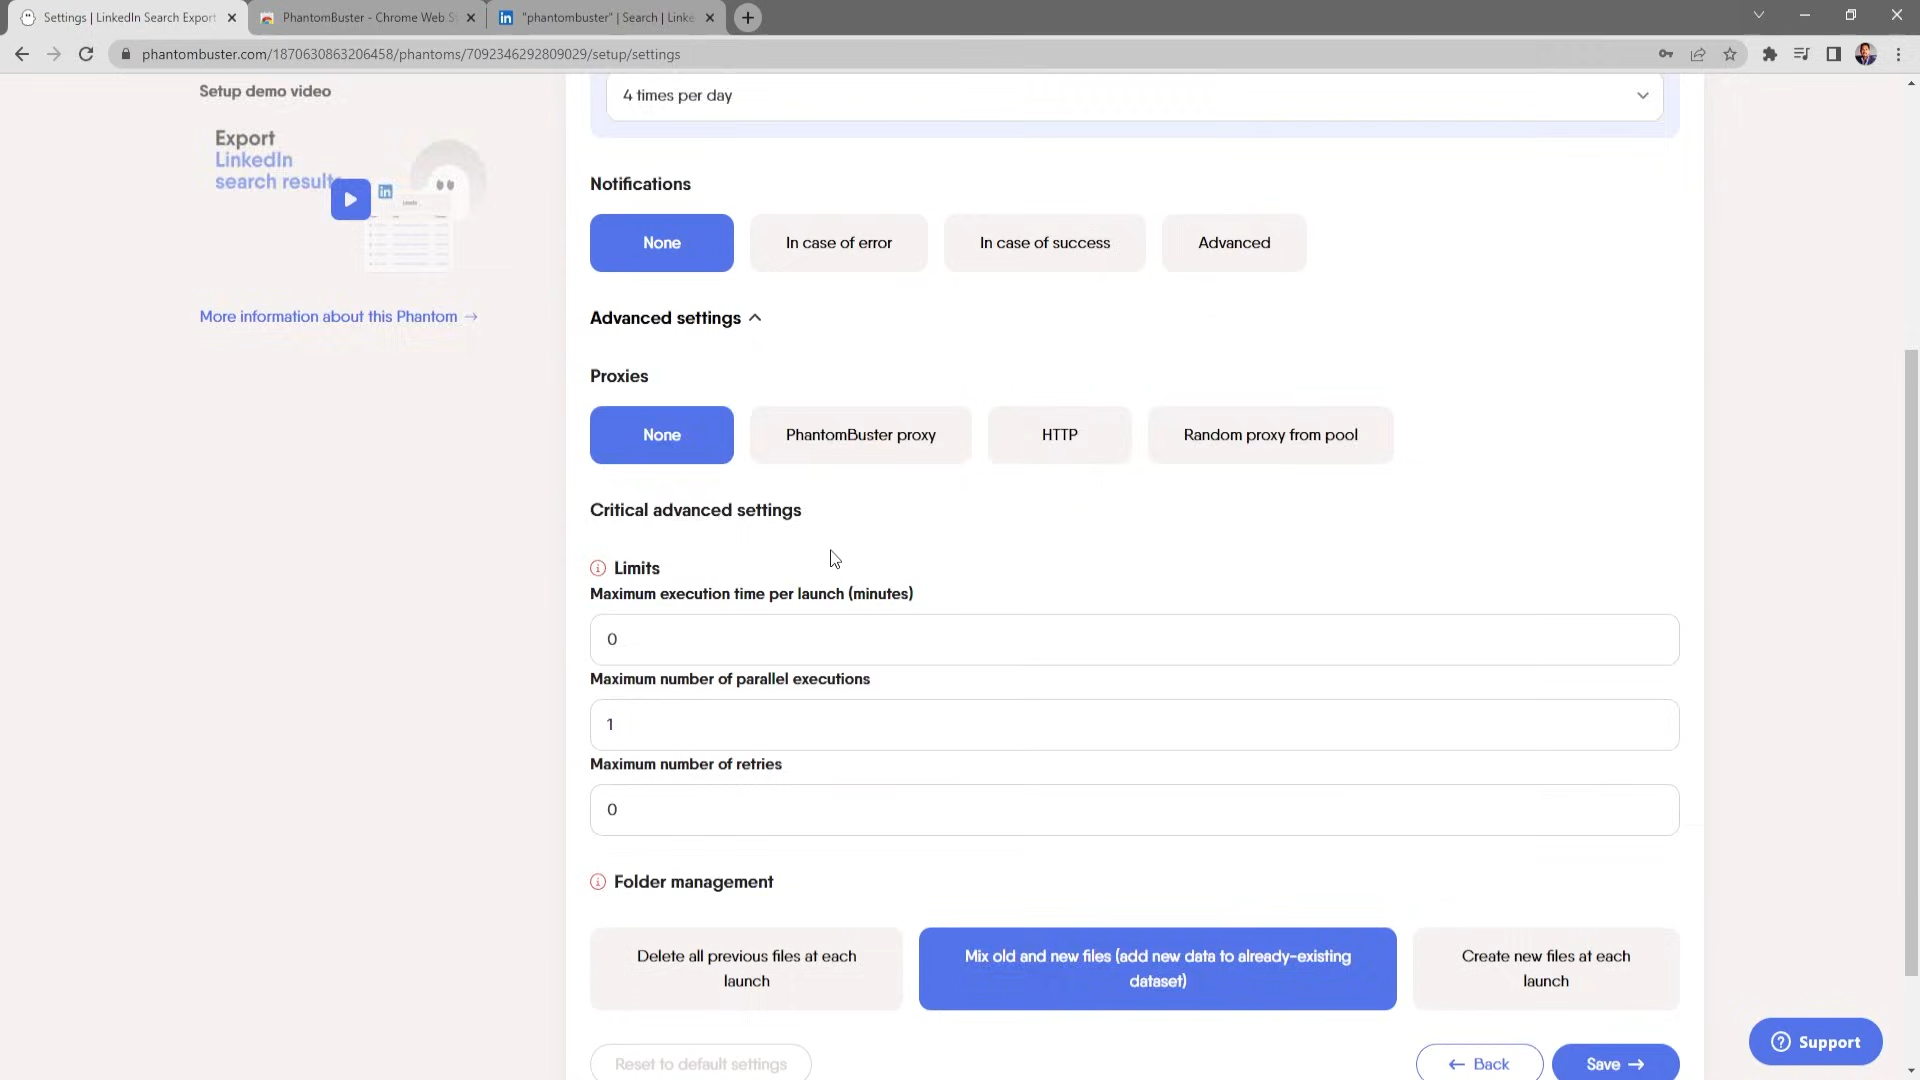 Settings | LinkedIn Search Export
PhantomBuster - Chrome Web S
"phantombuster" | Search | Linke
phantombuster.com/1870630863206458/phantoms/7092346292809029/setup/settings
Setup demo video
Export
LinkedIn
search results
in
4 times per day
Notifications
None
In case of error
In case of success
Advanced
More information about this Phantom →
Advanced settings
Proxies
None
PhantomBuster proxy
HTTP
Random proxy from pool
Critical advanced settings
Limits
Maximum execution time per launch (minutes)
0
Maximum number of parallel executions
1
Maximum number of retries
0
Folder management
Delete all previous files at each
launch
Mix old and new files (add new data to already-existing
dataset)
Create new files at each
launch
Reset to default settings
← Back
Save →
Support